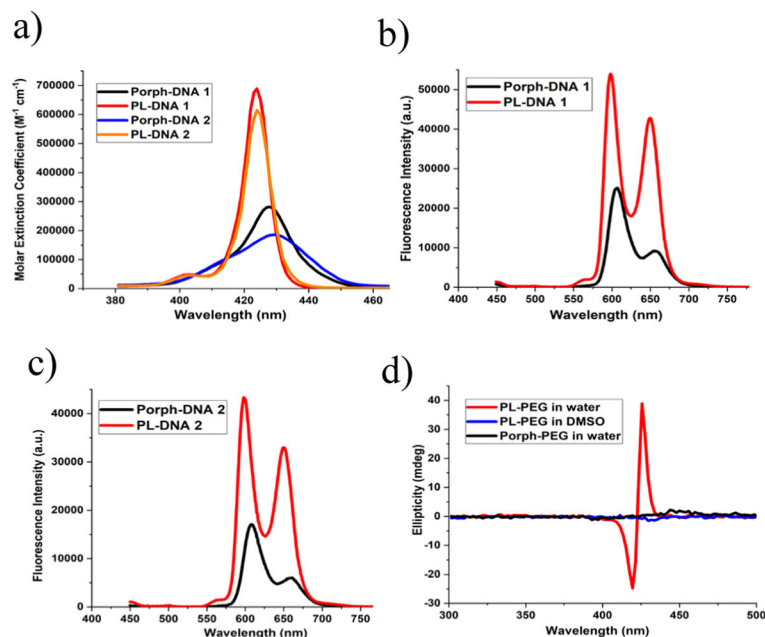 a)
Molar Extinction Coefficient (M⁻¹ cm⁻¹)
700000
600000
500000
400000
300000
200000
100000
0
Porph-DNA 1
PL-DNA 1
Porph-DNA 2
PL-DNA 2
380 400 420 440 460
Wavelength (nm)
b)
Fluorescence Intensity (a.u.)
50000
40000
30000
20000
10000
0
Porph-DNA 1
PL-DNA 1
400 450 500 550 600 650 700 750
Wavelength (nm)
c)
Fluorescence Intensity (a.u.)
40000
30000
20000
10000
0
Porph-DNA 2
PL-DNA 2
400 450 500 550 600 650 700 750
Wavelength (nm)
d)
Ellipticity (mdeg)
40
30
20
10
0
-10
-20
-30
PL-PEG in water
PL-PEG in DMSO
Porph-PEG in water
300 350 400 450 500
Wavelength (nm)